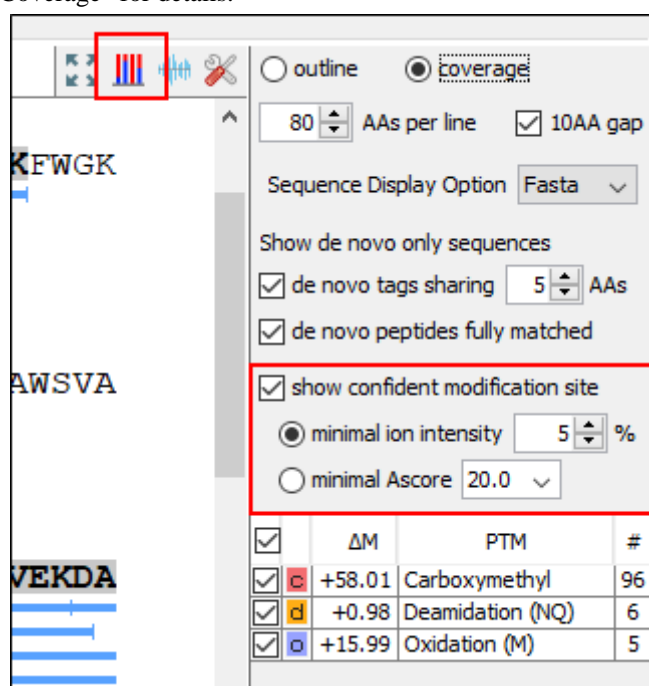 Coverage" for details.
outline coverage
80 AAs per line 10AA gap
KFWGK
Sequence Display Option Fasta
Show de novo only sequences
de novo tags sharing 5 AAs
de novo peptides fully matched
AWSVA
show confident modification site
minimal ion intensity 5 %
minimal Ascore 20.0
ΔM PTM #
VEKDA
c +58.01 Carboxymethyl 96
d +0.98 Deamidation (NQ) 6
o +15.99 Oxidation (M) 5